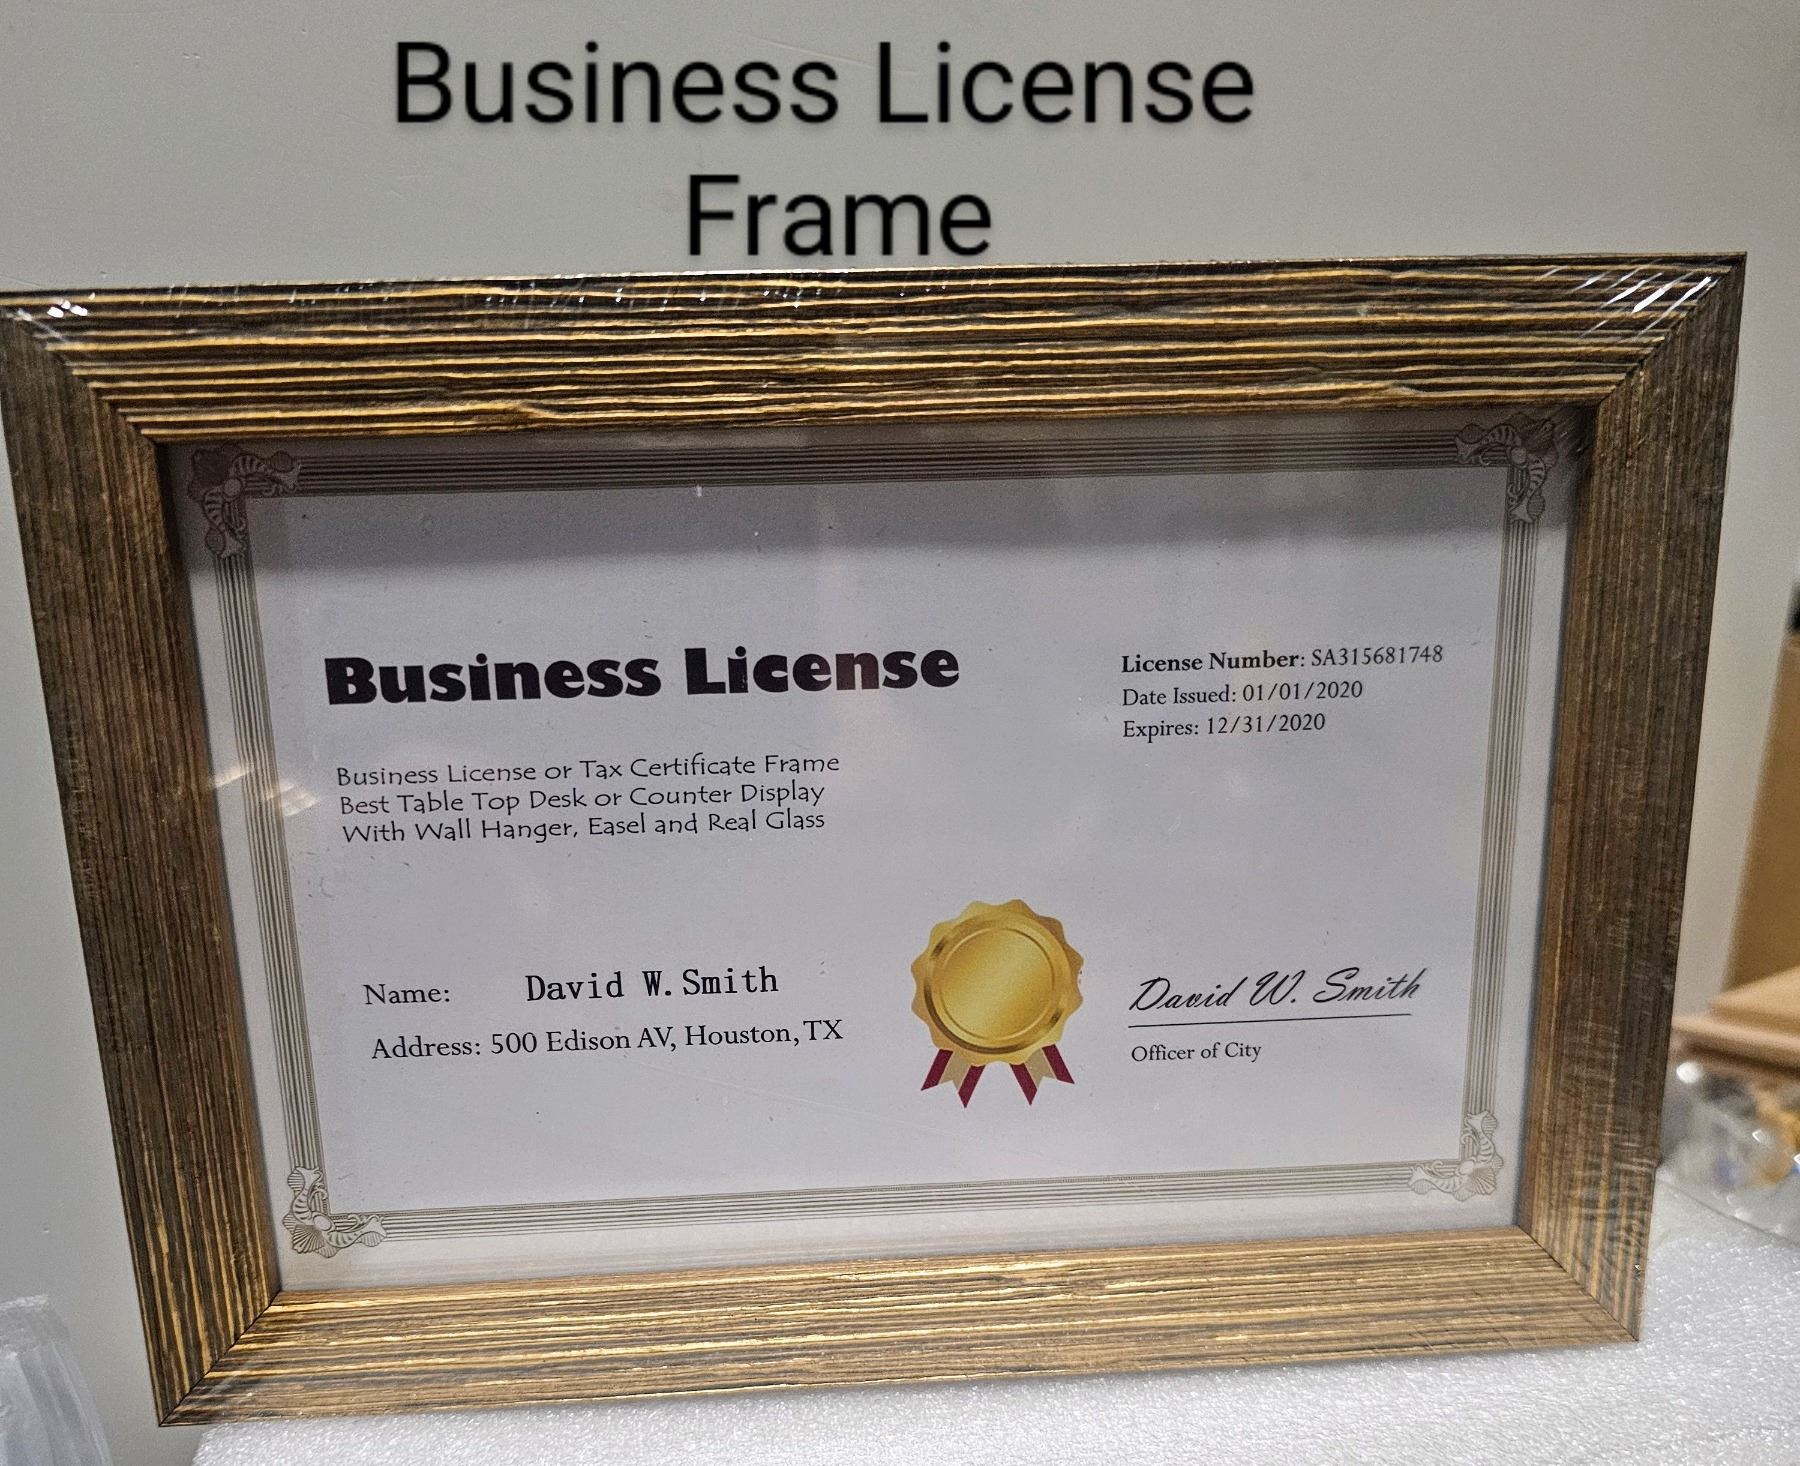 Business License
Frame
Business License
License Number: SA315681748
Date Issued: 01/01/2020
Expires: 12/31/2020
Business License or Tax Certificate Frame
Best Table Top Desk or Counter Display
With Wall Hanger, Easel and Real Glass
Name: David W. Smith
Address: 500 Edison AV, Houston, TX
David W. Smith
Officer of City